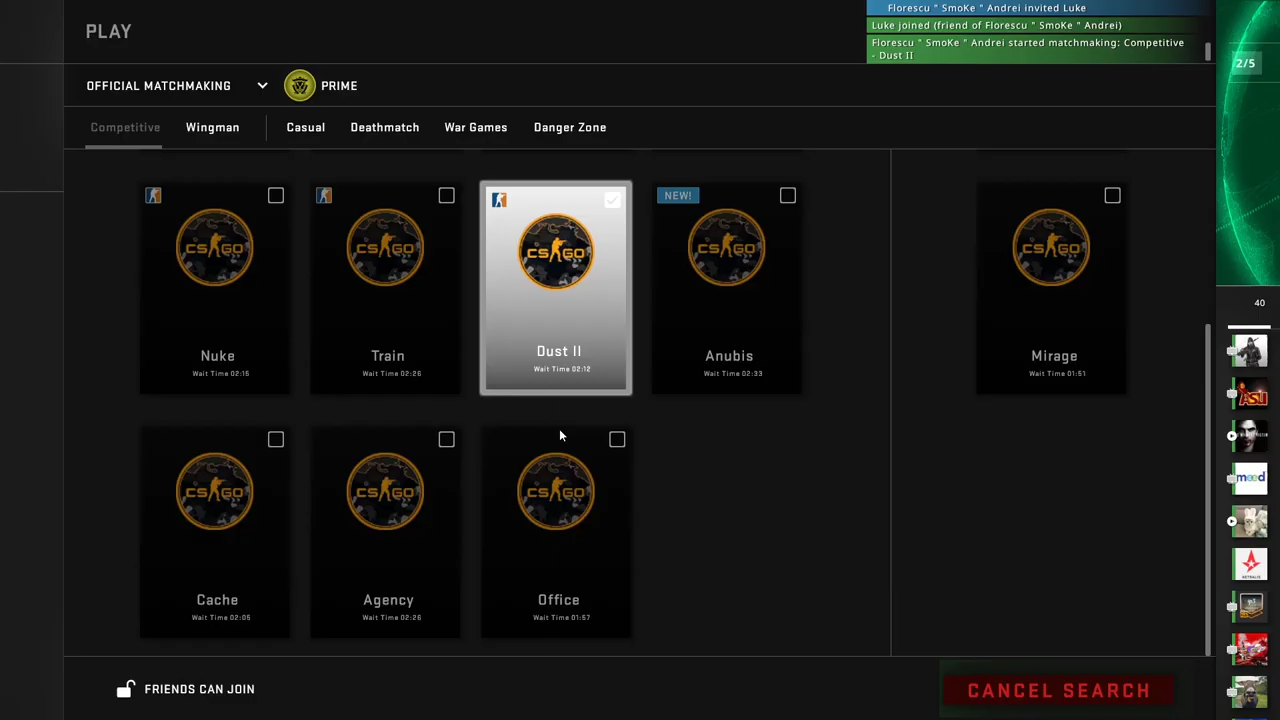 Florescu " SmoKe " Andrei invited Luke
Luke joined (friend of Florescu " SmoKe " Andrei)
Florescu " SmoKe " Andrei started matchmaking: Competitive
- Dust II
PLAY
2/5
OFFICIAL MATCHMAKING
PRIME
Competitive
Wingman
Casual
Deathmatch
War Games
Danger Zone
NEW!
CS GO
CS GO
CS GO
CS GO
CS GO
Nuke
Wait Time 02:15
Train
Wait Time 02:26
Dust II
Wait Time 02:12
Anubis
Wait Time 02:33
Mirage
Wait Time 01:51
CS GO
CS GO
CS GO
Cache
Wait Time 02:05
Agency
Wait Time 02:26
Office
Wait Time 01:57
40
ASU
meed
ASTRALIS
FRIENDS CAN JOIN
CANCEL SEARCH